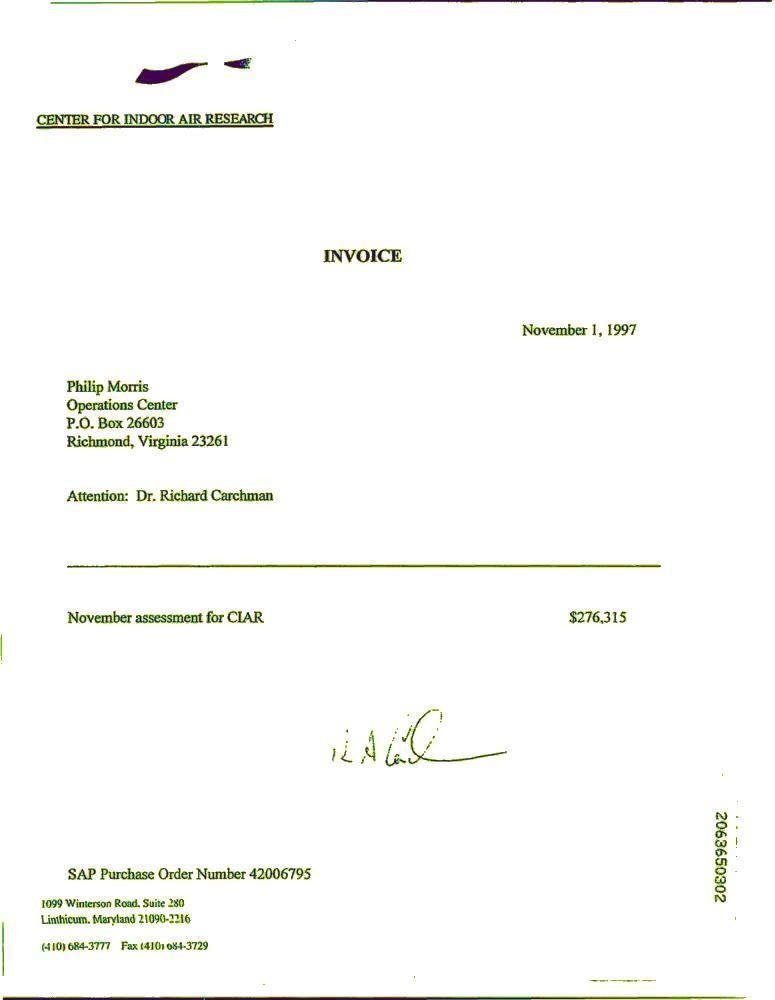 CENTER FOR INDOOR AIR RESEARCH
INVOICE
November 1, 1997
Philip Morris
Operations Center
P.O. Box 26603
Richmond, Virginia 23261
Attention: Dr. Richard Carchman
November assessment for CIAR
$276,315
SAP Purchase Order Number 42006795
1099 Winterson Road, Suite 280
Linthicum, Maryland 21090-2216
(410) 684-3777 Fax (410) 684-3729
2063650302